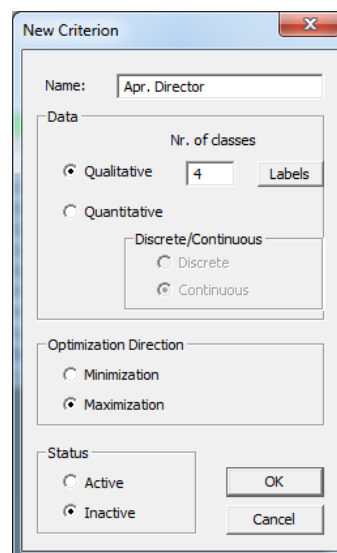 New Criterion
Name: Apr. Director
Data
Nr. of classes
Qualitative 4 Labels
Quantitative
Discrete/Continuous
Discrete
Continuous
Optimization Direction
Minimization
Maximization
Status
Active OK
Inactive Cancel